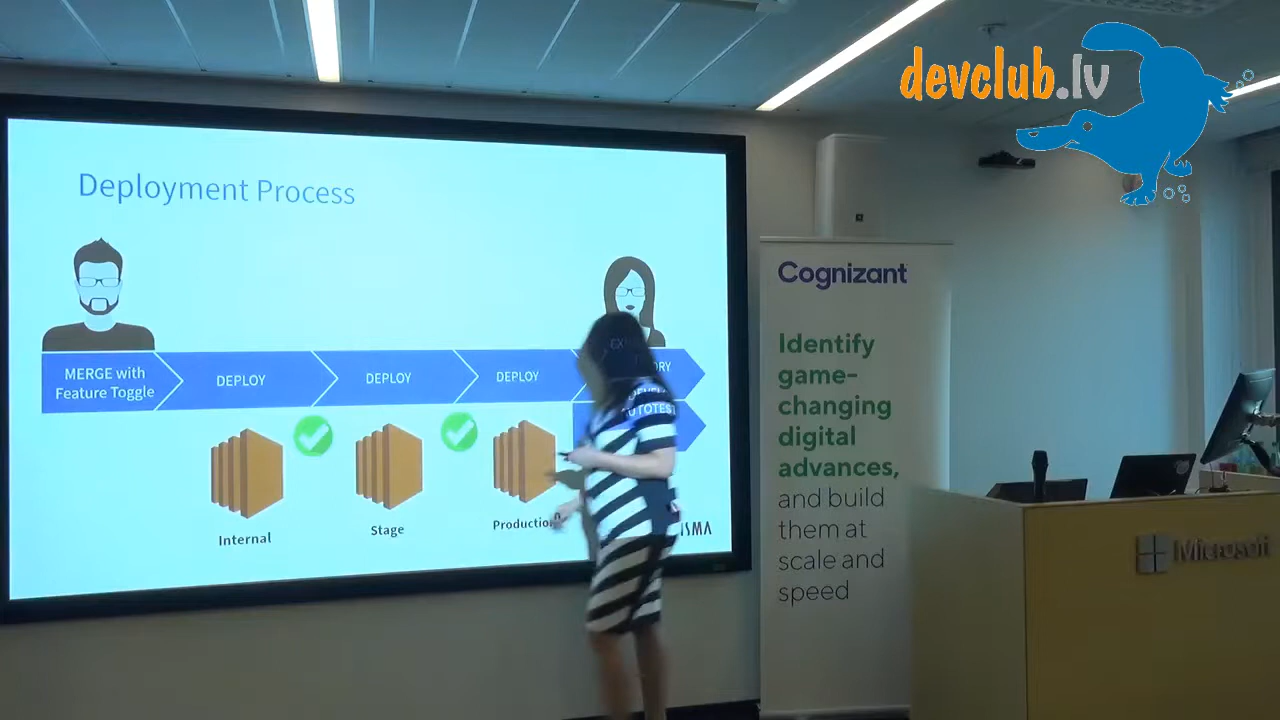 devclub.lv
Deployment Process
MERGE with
Feature Toggle
DEPLOY
DEPLOY
DEPLOY
Internal
Stage
Production
Cognizant
Identify
game-
changing
digital
advances,
and build
them at
scale and
speed
Microsoft